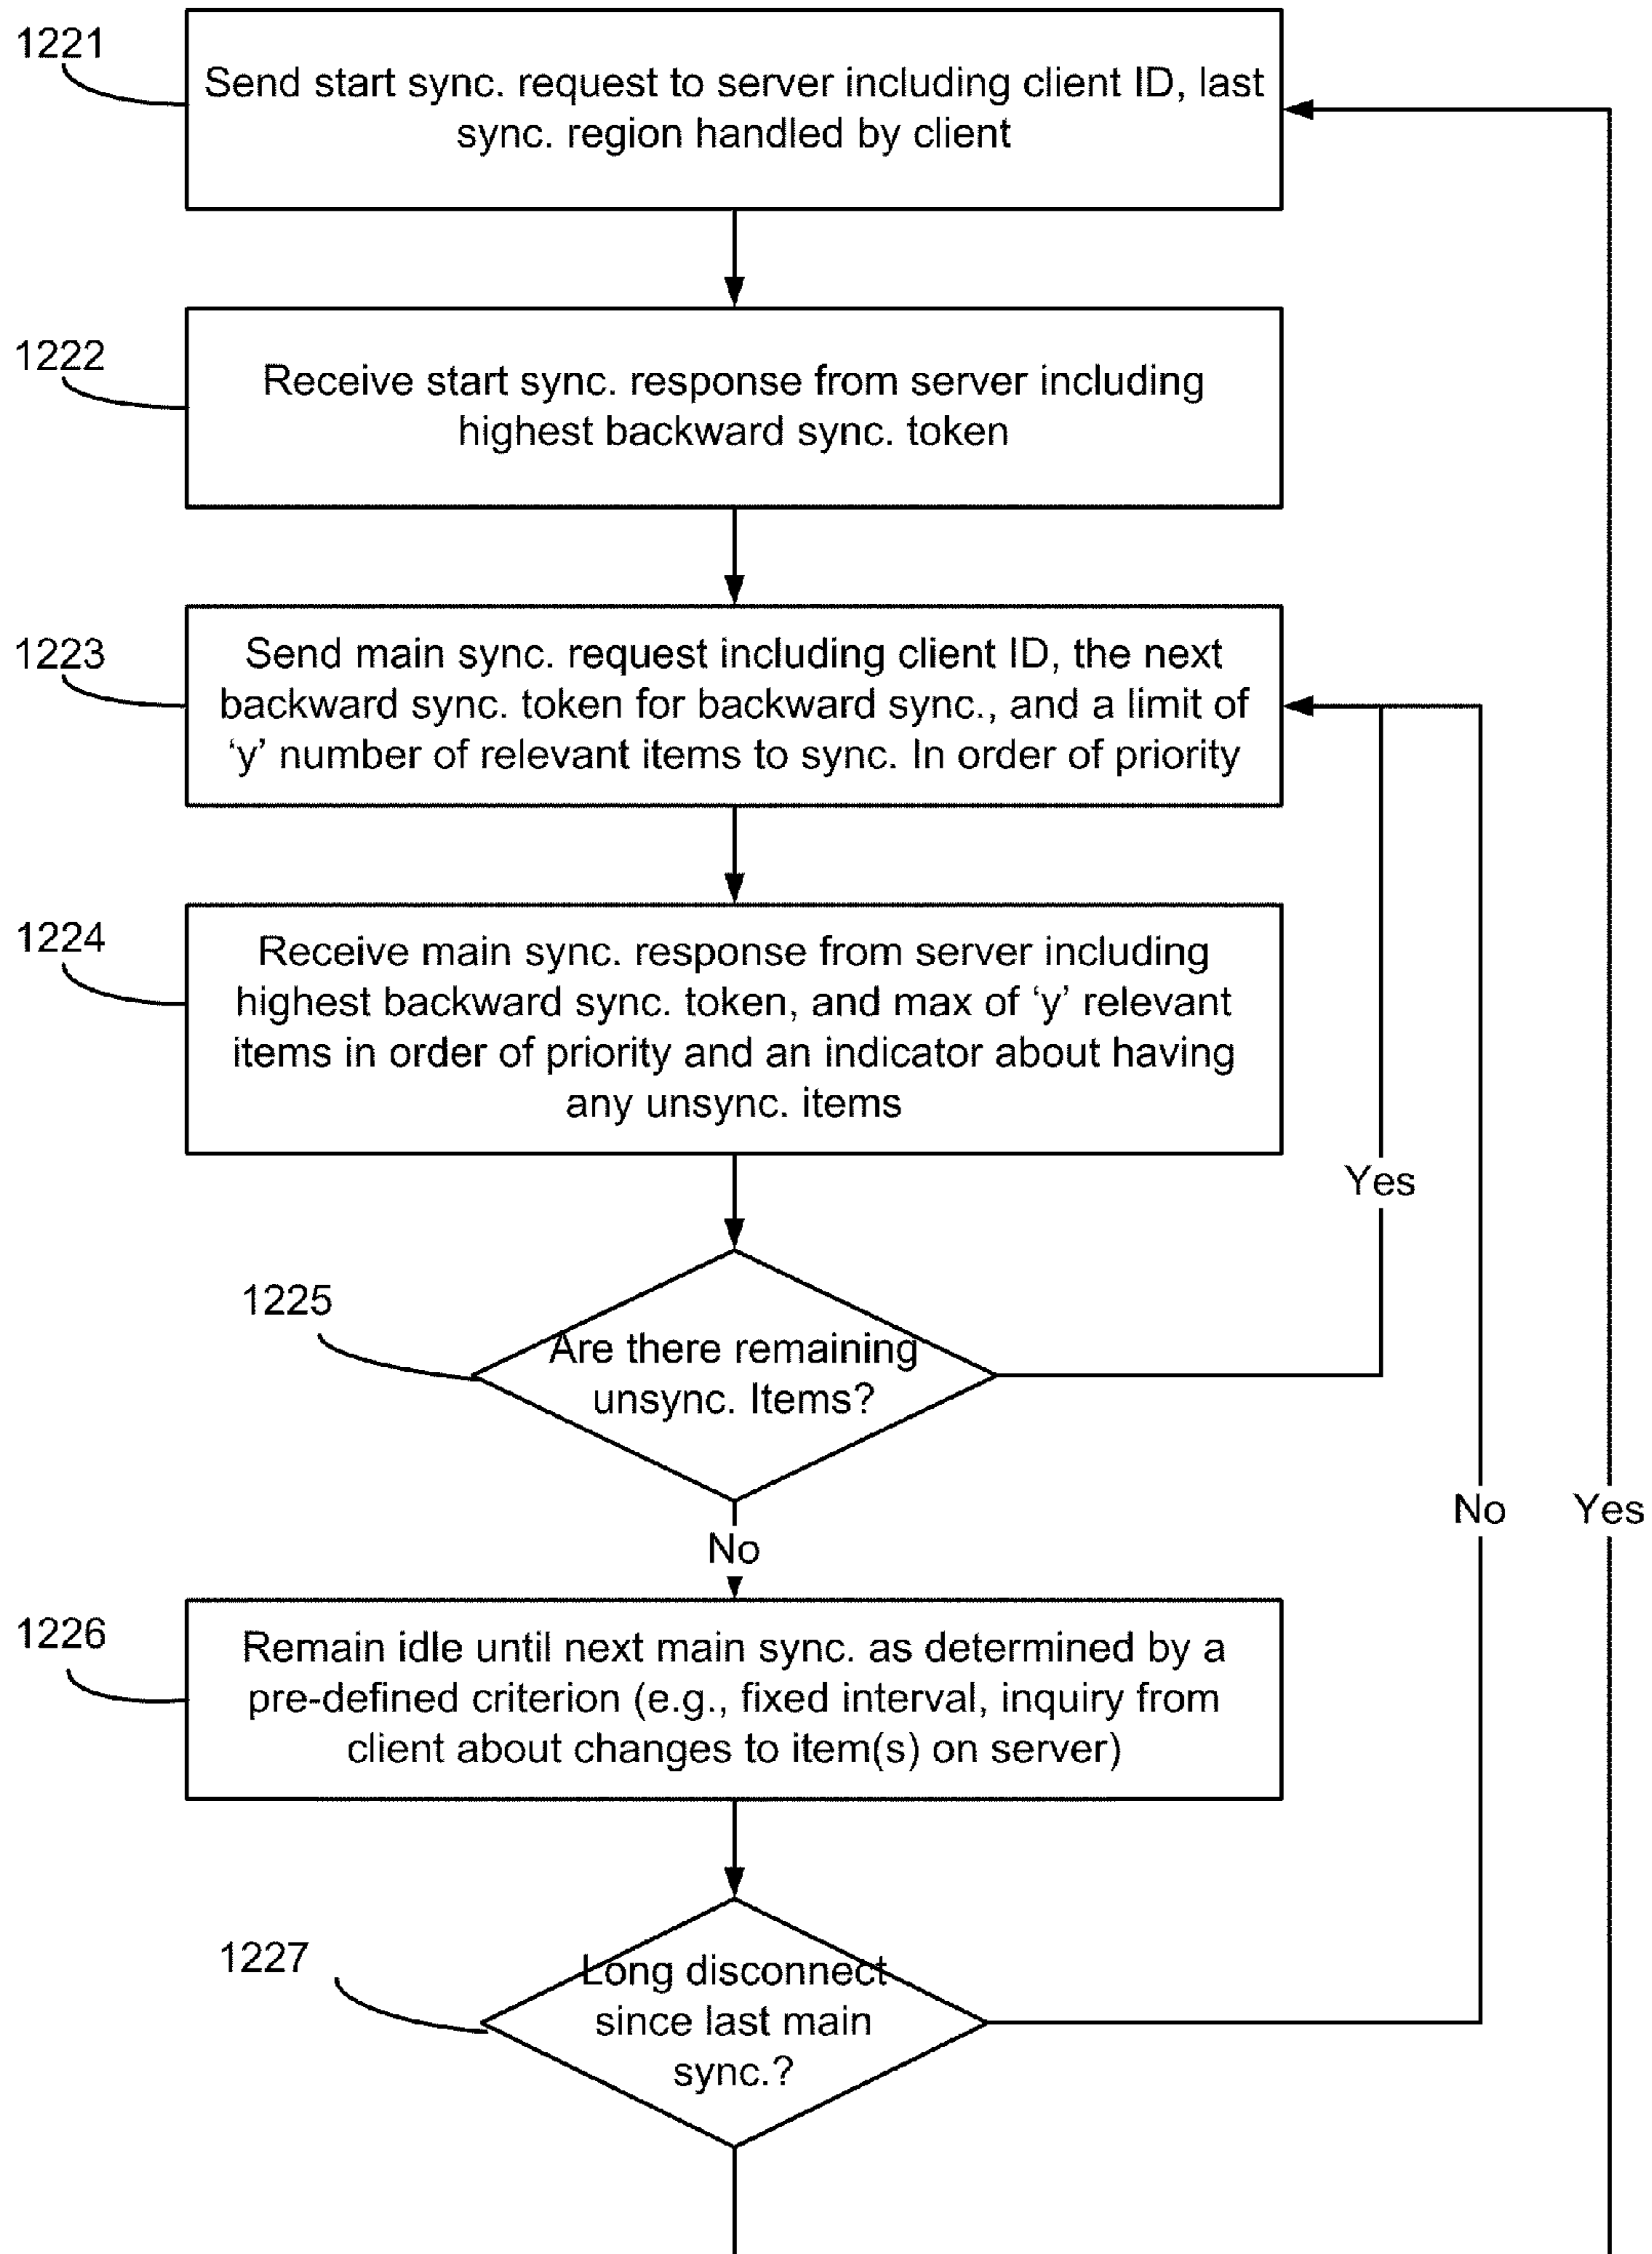 1221
Send start sync. request to server including client ID, last
sync. region handled by client
1222
Receive start sync. response from server including
highest backward sync. token
1223
Send main sync. request including client ID, the next
backward sync. token for backward sync., and a limit of
‘y’ number of relevant items to sync. In order of priority
1224
Receive main sync. response from server including
highest backward sync. token, and max of ‘y’ relevant
items in order of priority and an indicator about having
any unsync. items
Yes
1225
Are there remaining
unsync. Items?
No
Yes
No
1226
Remain idle until next main sync. as determined by a
pre-defined criterion (e.g., fixed interval, inquiry from
client about changes to item(s) on server)
1227
Long disconnect
since last main
sync.?